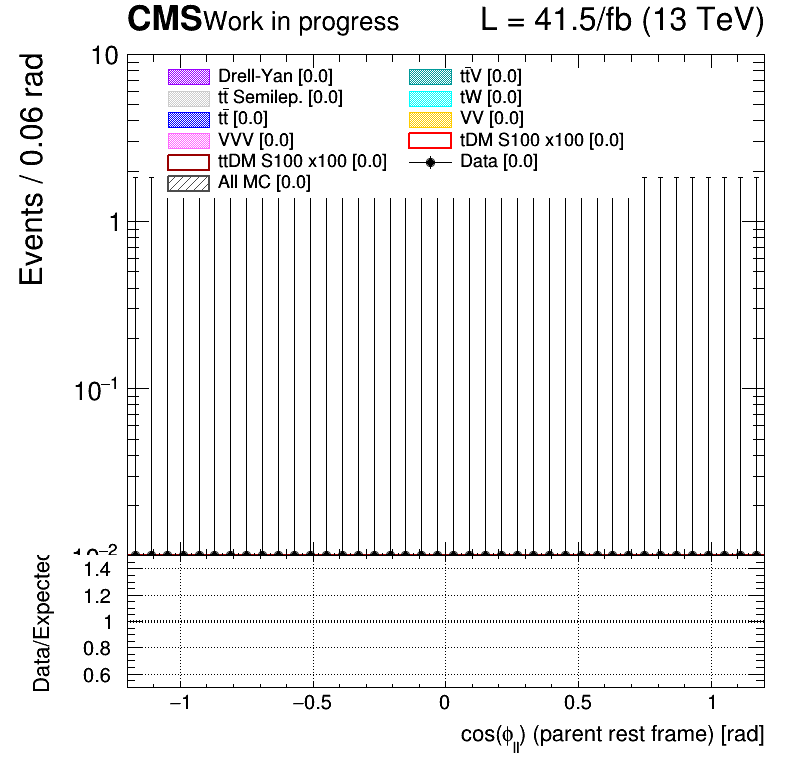 CMS Work in progress L = 41.5/fb (13 TeV)
Events / 0.06 rad
10
1
10⁻¹
10⁻²
Drell-Yan [0.0]
tt̄V [0.0]
tt̄ Semilep. [0.0]
tW [0.0]
tt̄ [0.0]
VV [0.0]
VVV [0.0]
tDM S100 x100 [0.0]
ttDM S100 x100 [0.0]
Data [0.0]
All MC [0.0]
Data/Expected
1.4
1.2
1
0.8
0.6
−1 −0.5 0 0.5 1
cos(ϕ_ll) (parent rest frame) [rad]